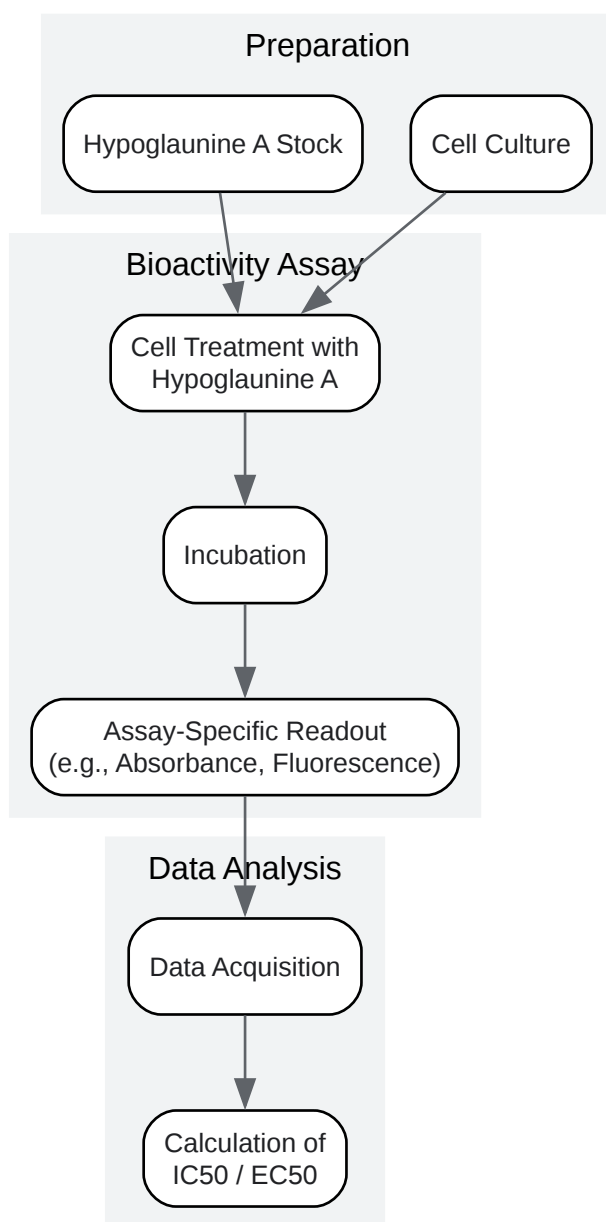 Preparation
Hypoglaunine A Stock
Cell Culture
Bioactivity Assay
Cell Treatment with
Hypoglaunine A
Incubation
Assay-Specific Readout
(e.g., Absorbance, Fluorescence)
Data Analysis
Data Acquisition
Calculation of
IC50 / EC50